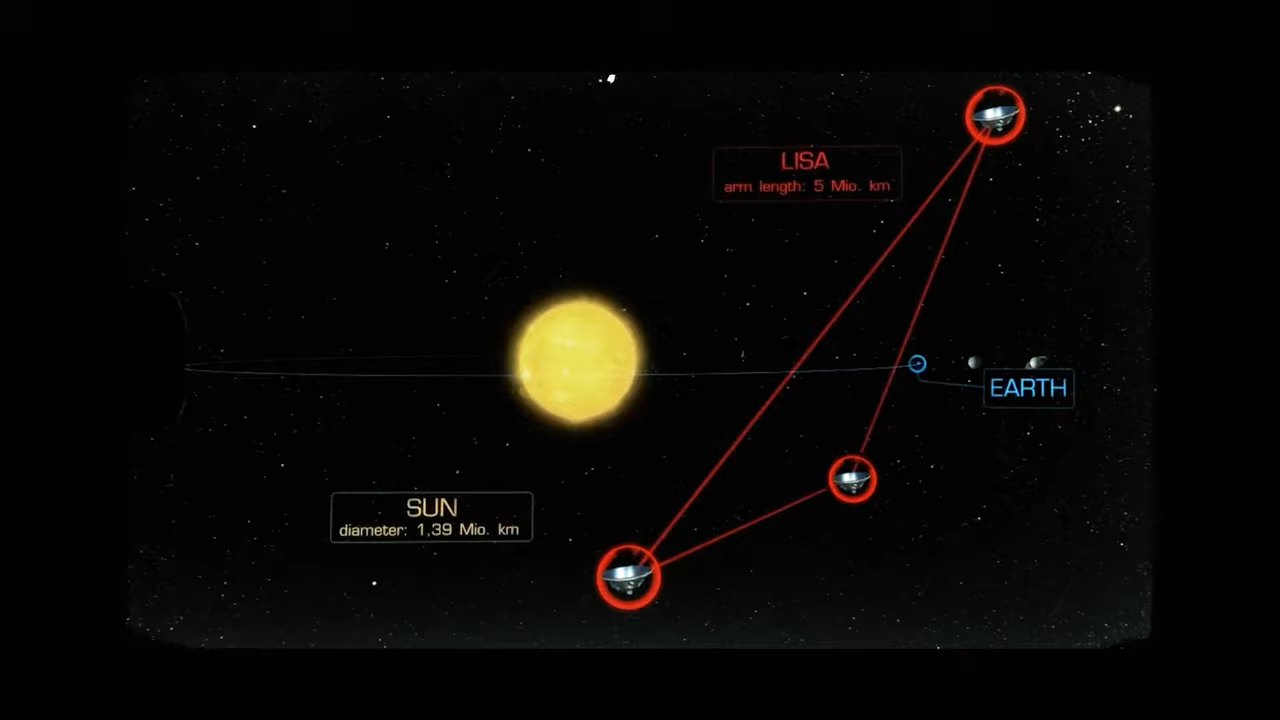 LISA
arm length: 5 Mio. km
EARTH
SUN
diameter: 1,39 Mio. km